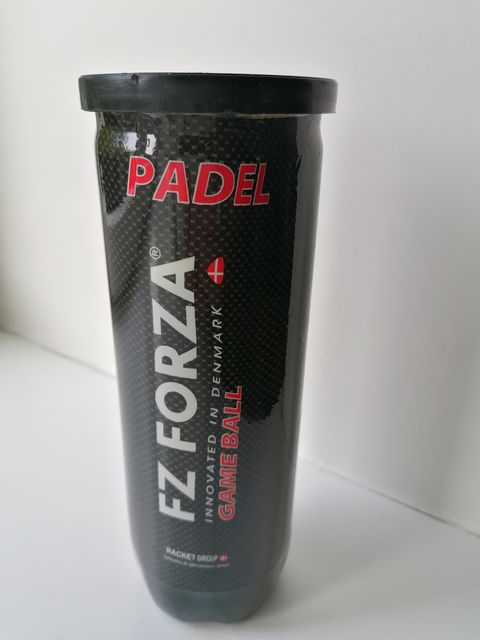 PADEL
FZ FORZA®
INNOVATED IN DENMARK
GAME BALL
RACKET GROUP